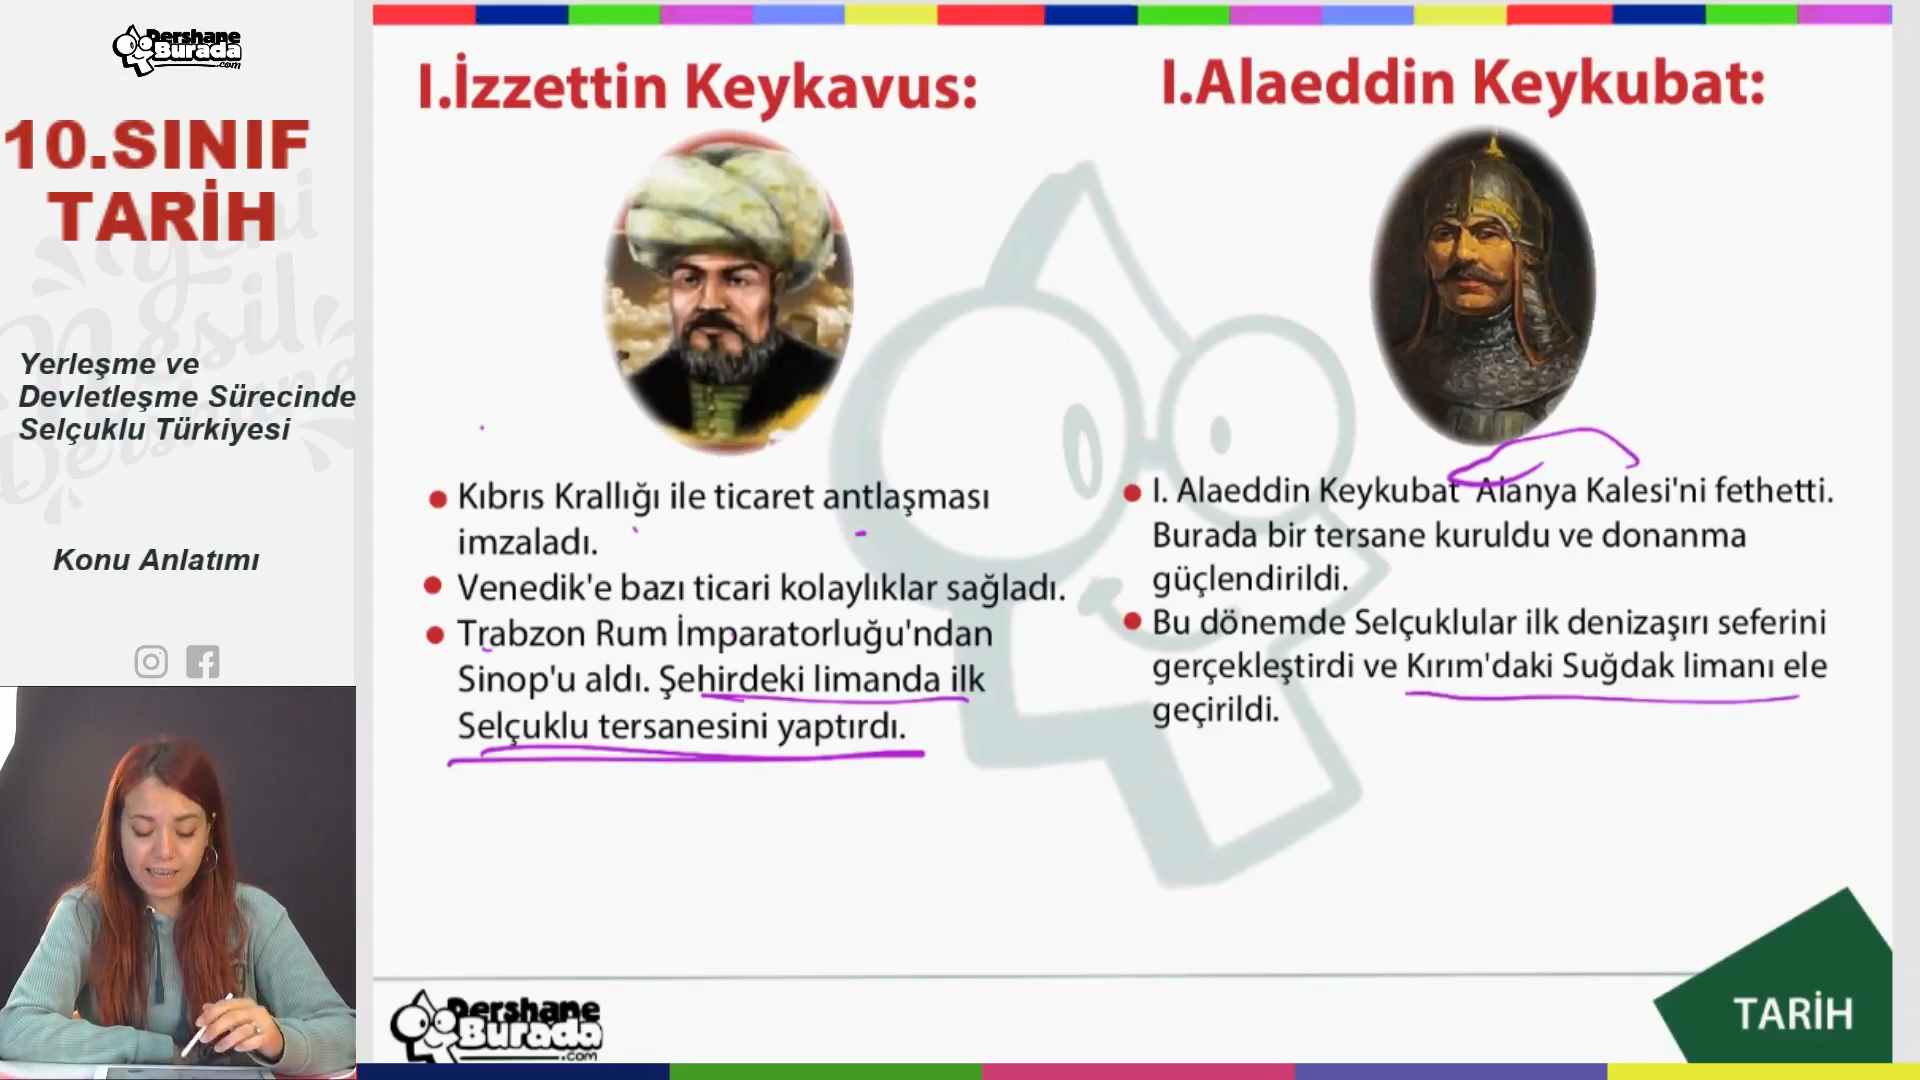 Dershane
Burada
.com
10.SINIF
TARİH
Yeni
Nesil
Dershane
Yerleşme ve
Devletleşme Sürecinde
Selçuklu Türkiyesi
Konu Anlatımı
I.İzzettin Keykavus:
Kıbrıs Krallığı ile ticaret antlaşması
imzaladı.
Venedik'e bazı ticari kolaylıklar sağladı.
Trabzon Rum İmparatorluğu'ndan
Sinop'u aldı. Şehirdeki limanda ilk
Selçuklu tersanesini yaptırdı.
I.Alaeddin Keykubat:
I. Alaeddin Keykubat Alanya Kalesi'ni fethetti.
Burada bir tersane kuruldu ve donanma
güçlendirildi.
Bu dönemde Selçuklular ilk denizaşırı seferini
gerçekleştirdi ve Kırım'daki Suğdak limanı ele
geçirildi.
Dershane
Burada
.com
TARİH